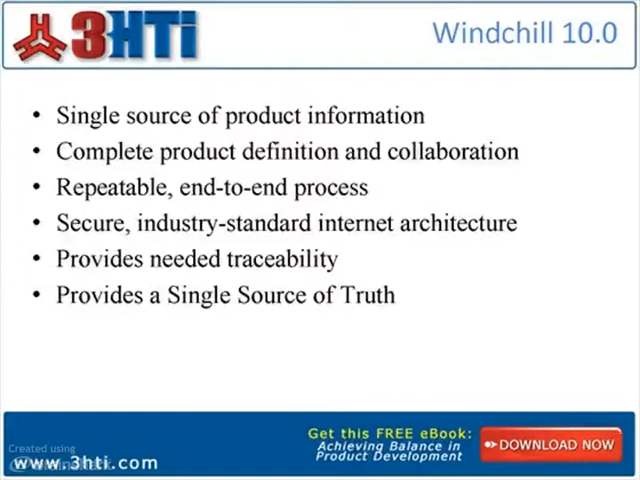 3HTi
Windchill 10.0
• Single source of product information
• Complete product definition and collaboration
• Repeatable, end-to-end process
• Secure, industry-standard internet architecture
• Provides needed traceability
• Provides a Single Source of Truth
Get this FREE eBook:
Achieving Balance in
Product Development
DOWNLOAD NOW
Created using
www.3hti.com